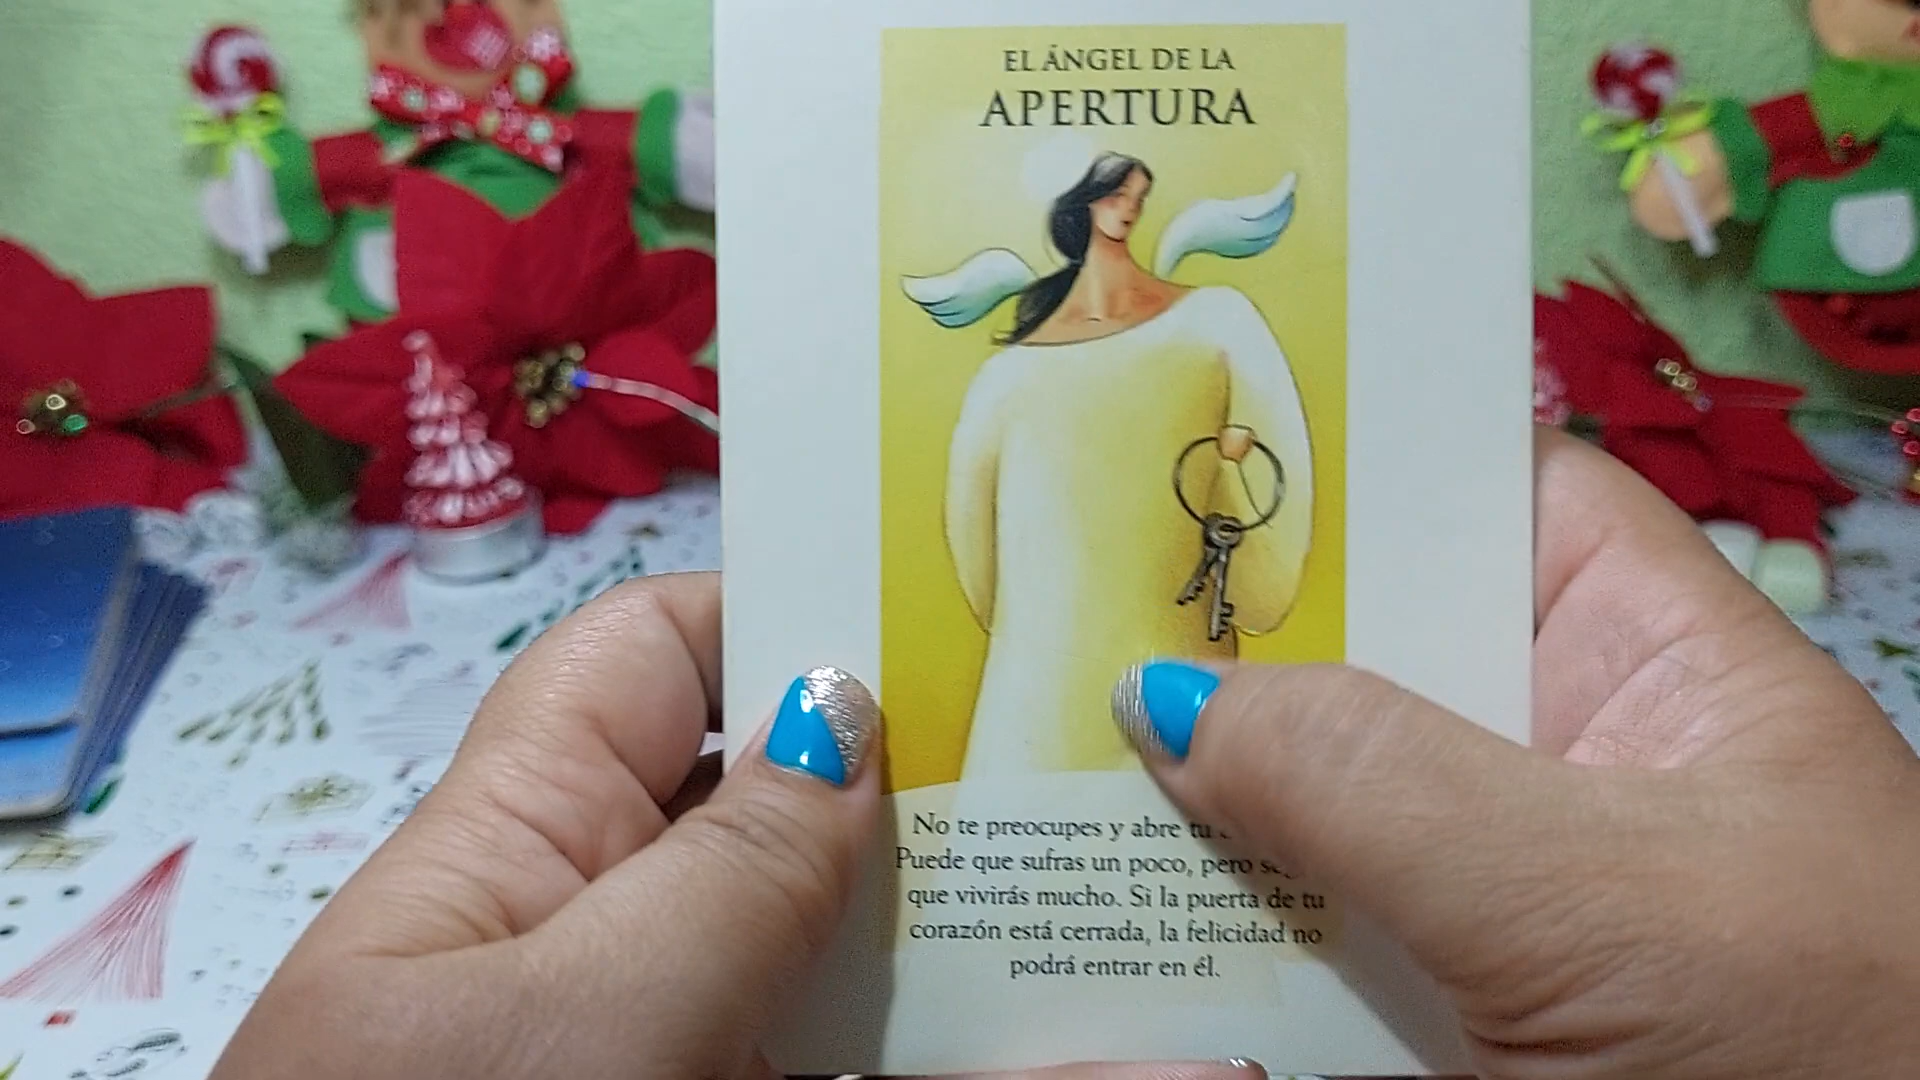 EL ÁNGEL DE LA
APERTURA
No te preocupes y abre tu
Puede que sufras un poco, pero
que vivirás mucho. Si la puerta de tu
corazón está cerrada, la felicidad no
podrá entrar en él.